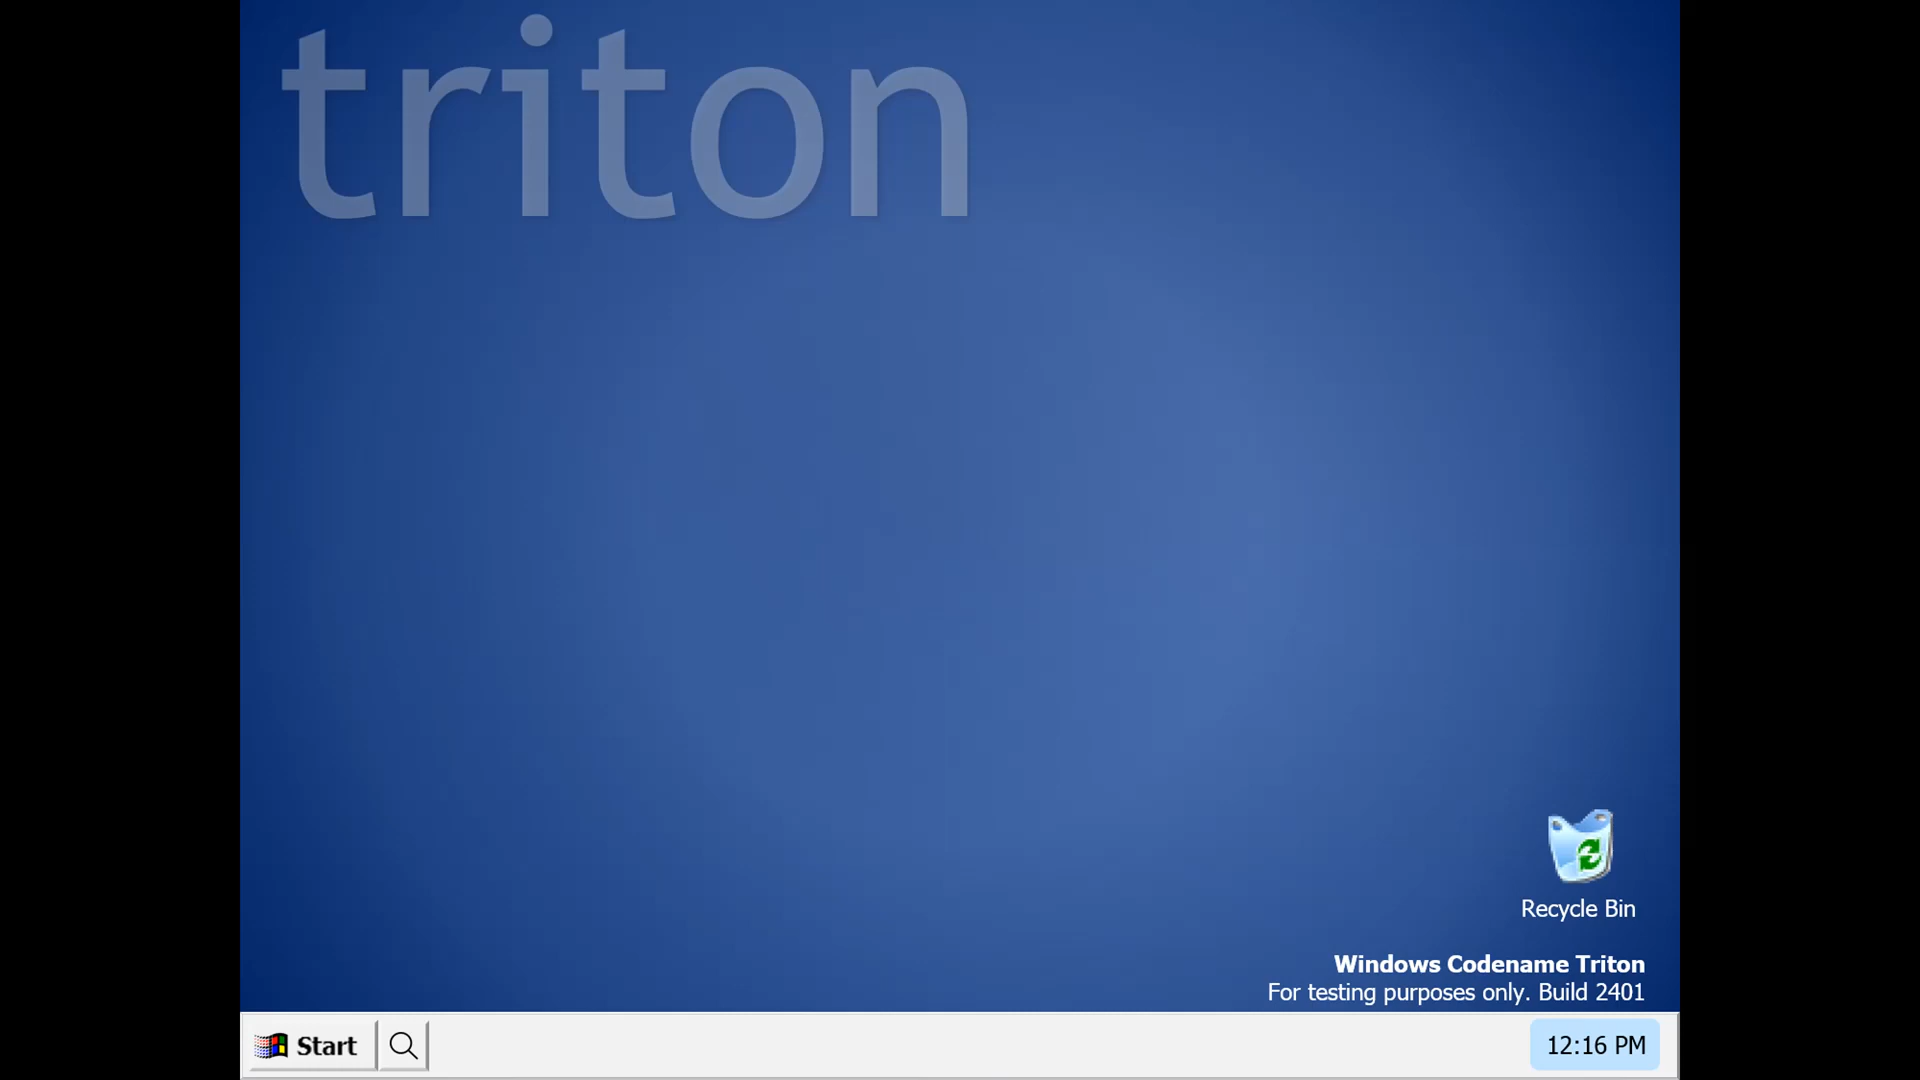 triton
Recycle Bin
Windows Codename Triton
For testing purposes only. Build 2401
Start
12:16 PM